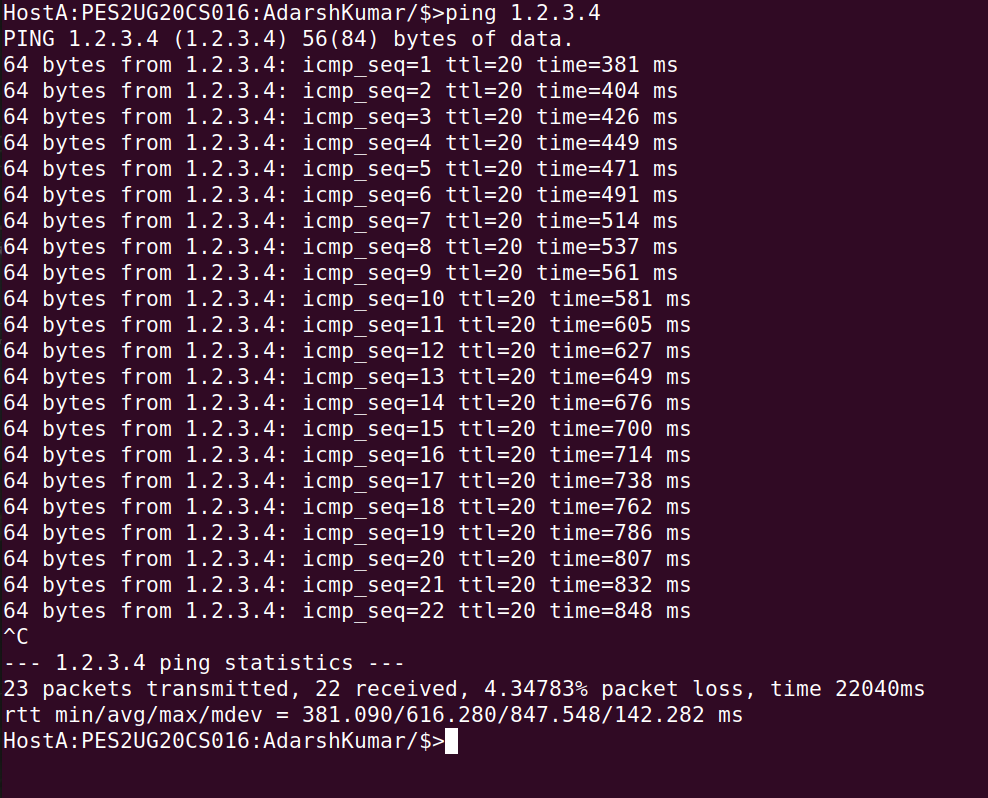 HostA:PES2UG20CS016:AdarshKumar/$>ping 1.2.3.4
PING 1.2.3.4 (1.2.3.4) 56(84) bytes of data.
64 bytes from 1.2.3.4: icmp_seq=1 ttl=20 time=381 ms
64 bytes from 1.2.3.4: icmp_seq=2 ttl=20 time=404 ms
64 bytes from 1.2.3.4: icmp_seq=3 ttl=20 time=426 ms
64 bytes from 1.2.3.4: icmp_seq=4 ttl=20 time=449 ms
64 bytes from 1.2.3.4: icmp_seq=5 ttl=20 time=471 ms
64 bytes from 1.2.3.4: icmp_seq=6 ttl=20 time=491 ms
64 bytes from 1.2.3.4: icmp_seq=7 ttl=20 time=514 ms
64 bytes from 1.2.3.4: icmp_seq=8 ttl=20 time=537 ms
64 bytes from 1.2.3.4: icmp_seq=9 ttl=20 time=561 ms
64 bytes from 1.2.3.4: icmp_seq=10 ttl=20 time=581 ms
64 bytes from 1.2.3.4: icmp_seq=11 ttl=20 time=605 ms
64 bytes from 1.2.3.4: icmp_seq=12 ttl=20 time=627 ms
64 bytes from 1.2.3.4: icmp_seq=13 ttl=20 time=649 ms
64 bytes from 1.2.3.4: icmp_seq=14 ttl=20 time=676 ms
64 bytes from 1.2.3.4: icmp_seq=15 ttl=20 time=700 ms
64 bytes from 1.2.3.4: icmp_seq=16 ttl=20 time=714 ms
64 bytes from 1.2.3.4: icmp_seq=17 ttl=20 time=738 ms
64 bytes from 1.2.3.4: icmp_seq=18 ttl=20 time=762 ms
64 bytes from 1.2.3.4: icmp_seq=19 ttl=20 time=786 ms
64 bytes from 1.2.3.4: icmp_seq=20 ttl=20 time=807 ms
64 bytes from 1.2.3.4: icmp_seq=21 ttl=20 time=832 ms
64 bytes from 1.2.3.4: icmp_seq=22 ttl=20 time=848 ms
^C
--- 1.2.3.4 ping statistics ---
23 packets transmitted, 22 received, 4.34783% packet loss, time 22040ms
rtt min/avg/max/mdev = 381.090/616.280/847.548/142.282 ms
HostA:PES2UG20CS016:AdarshKumar/$>